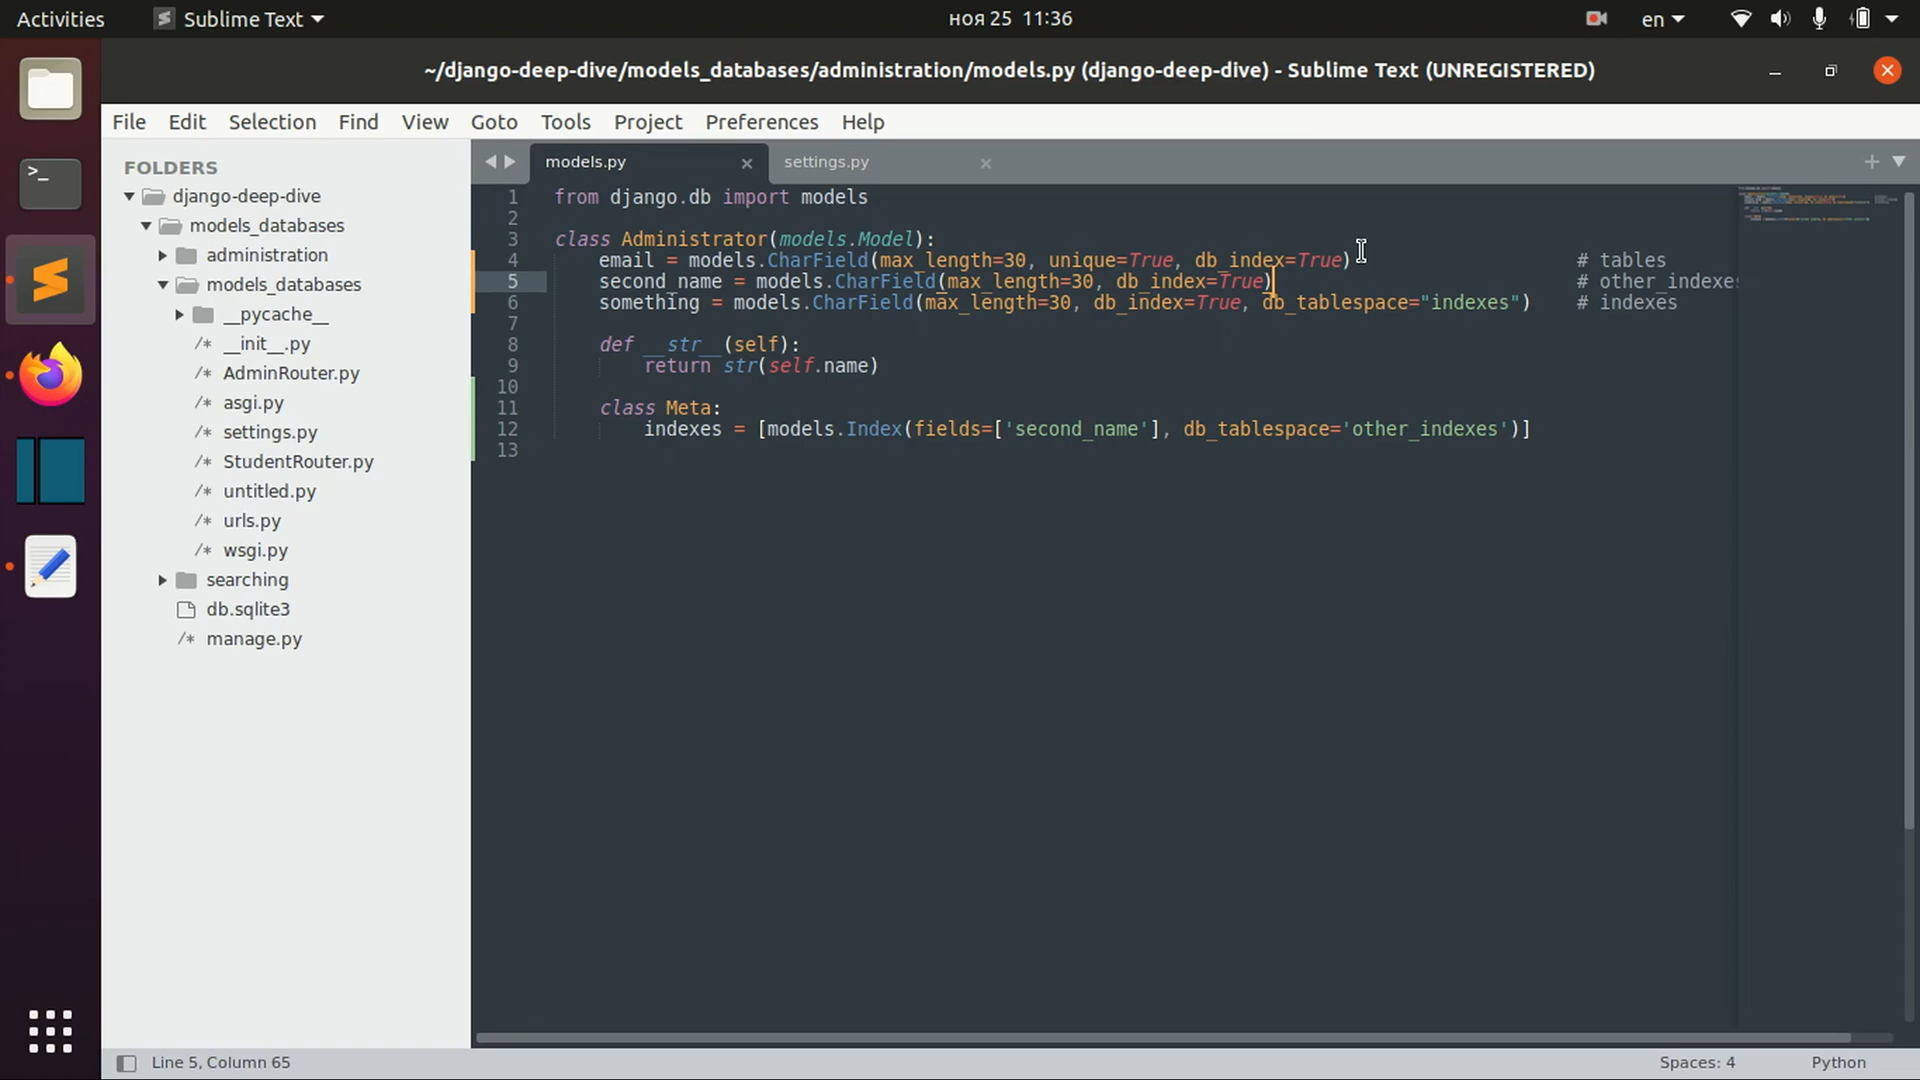 Activities
Sublime Text
ноя 25 11:36
en
~/django-deep-dive/models_databases/administration/models.py (django-deep-dive) - Sublime Text (UNREGISTERED)
File Edit Selection Find View Goto Tools Project Preferences Help
FOLDERS
django-deep-dive
models_databases
administration
models_databases
__pycache__
/* __init__.py
/* AdminRouter.py
/* asgi.py
/* settings.py
/* StudentRouter.py
/* untitled.py
/* urls.py
/* wsgi.py
searching
db.sqlite3
/* manage.py
models.py
settings.py
1 from django.db import models
2
3 class Administrator(models.Model):
4 email = models.CharField(max_length=30, unique=True, db_index=True) # tables
5 second_name = models.CharField(max_length=30, db_index=True) # other_indexes
6 something = models.CharField(max_length=30, db_index=True, db_tablespace="indexes") # indexes
7
8 def __str__(self):
9 return str(self.name)
10
11 class Meta:
12 indexes = [models.Index(fields=['second_name'], db_tablespace='other_indexes')]
13
Line 5, Column 65
Spaces: 4
Python